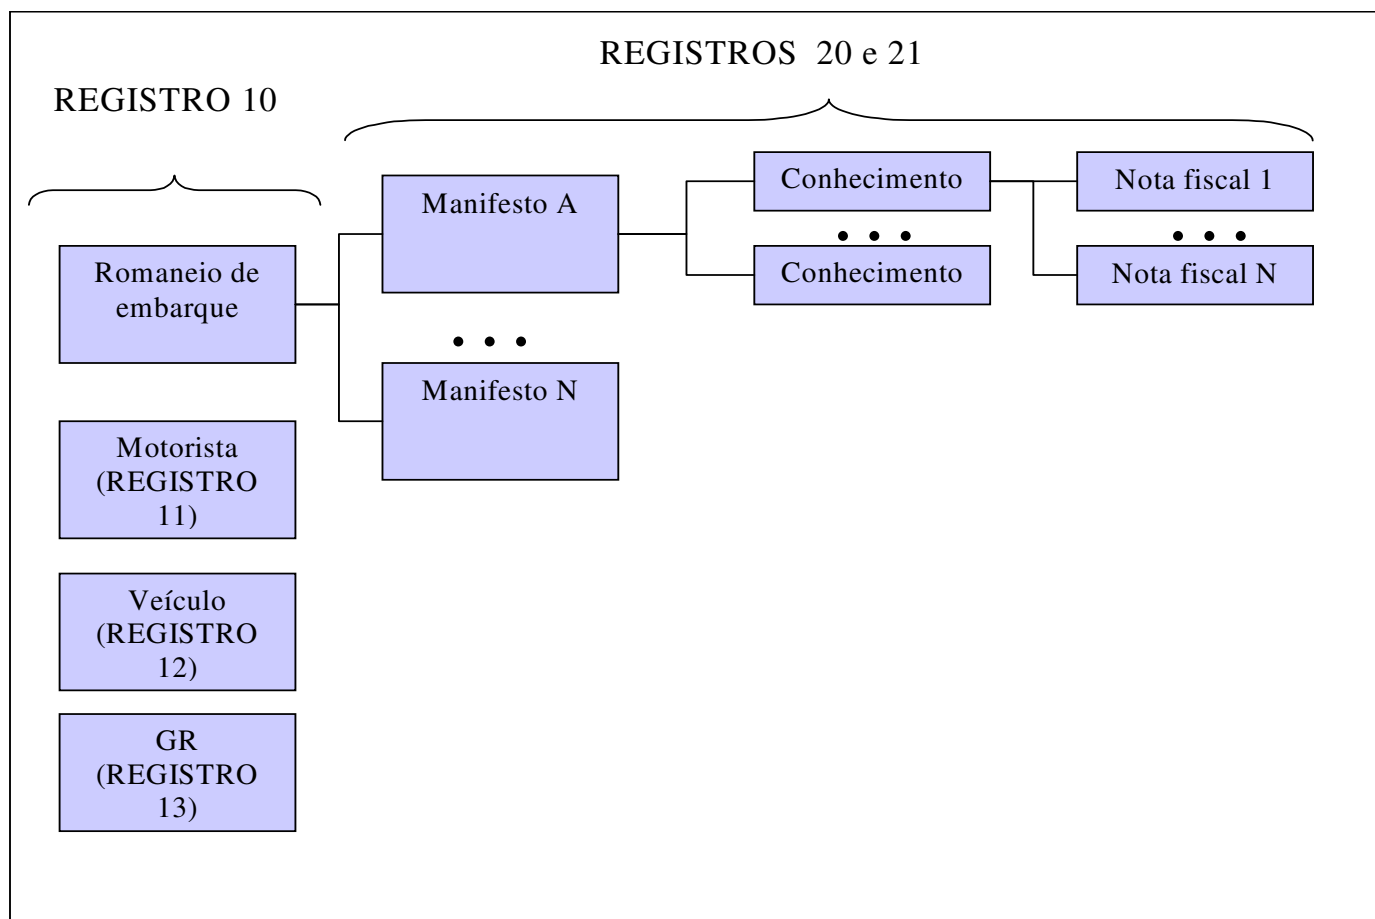 REGISTROS 20 e 21
REGISTRO 10
Romaneio de
embarque
Manifesto A
Conhecimento
Nota fiscal 1
• • •
• • •
Conhecimento
Nota fiscal N
• • •
Manifesto N
Motorista
(REGISTRO
11)
Veículo
(REGISTRO
12)
GR
(REGISTRO
13)